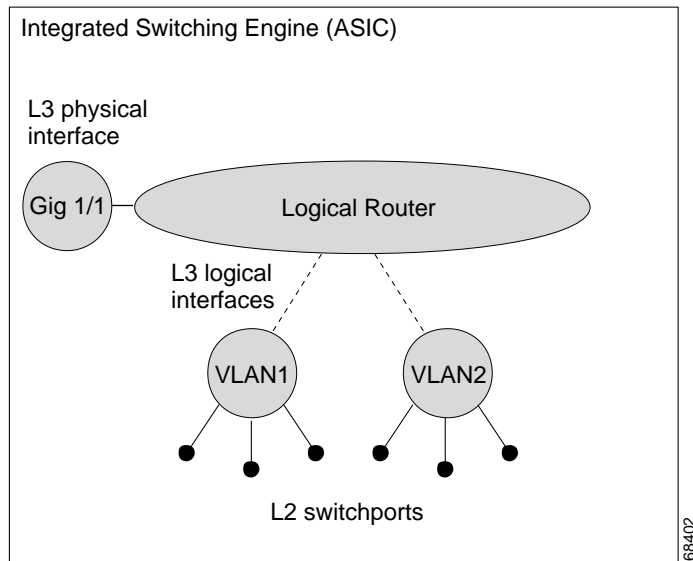 Integrated Switching Engine (ASIC)
L3 physical
interface
Gig 1/1
Logical Router
L3 logical
interfaces
VLAN1
VLAN2
L2 switchports
68402